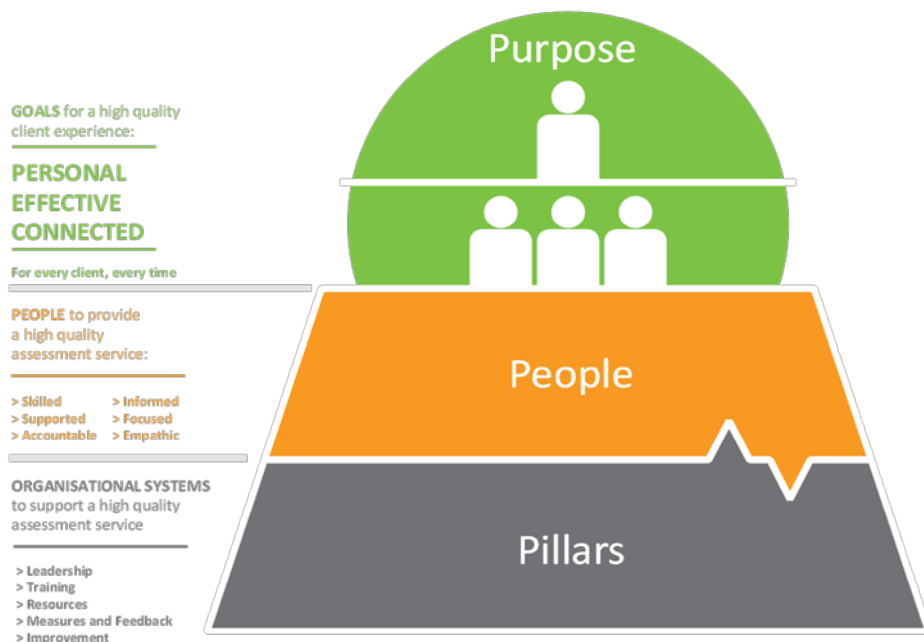 Purpose
GOALS for a high quality
client experience:
PERSONAL
EFFECTIVE
CONNECTED
For every client, every time
PEOPLE to provide
a high quality
assessment service:
> Skilled > Informed
> Supported > Focused
> Accountable > Empathic
People
ORGANISATIONAL SYSTEMS
to support a high quality
assessment service
> Leadership
> Training
> Resources
> Measures and Feedback
> Improvement
Pillars